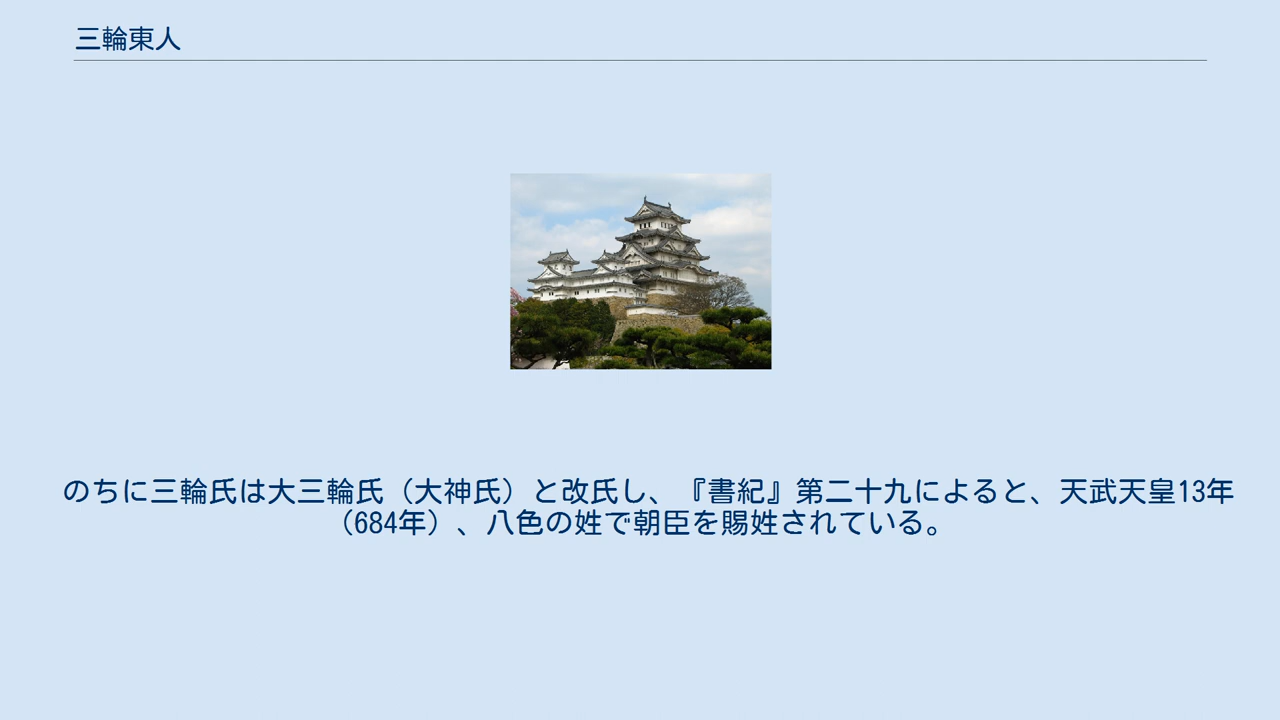 三輪東人
のちに三輪氏は大三輪氏（大神氏）と改氏し、『書紀』第二十九によると、天武天皇13年
（684年）、八色の姓で朝臣を賜姓されている。